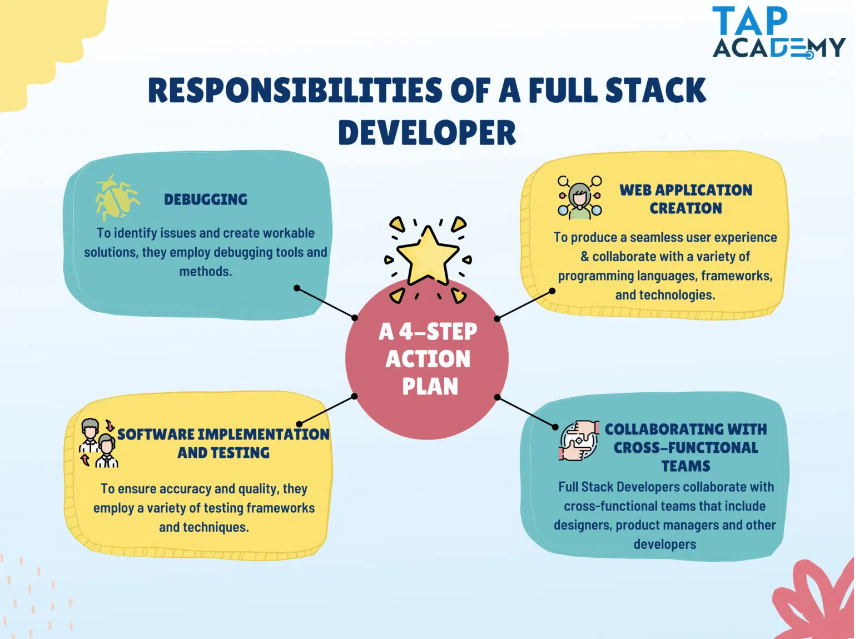 TAP
ACADEMY
RESPONSIBILITIES OF A FULL STACK
DEVELOPER
DEBUGGING
To identify issues and create workable
solutions, they employ debugging tools and
methods.
WEB APPLICATION
CREATION
To produce a seamless user experience
& collaborate with a variety of
programming languages, frameworks,
and technologies.
A 4-STEP
ACTION
PLAN
SOFTWARE IMPLEMENTATION
AND TESTING
To ensure accuracy and quality, they
employ a variety of testing frameworks
and techniques.
COLLABORATING WITH
CROSS-FUNCTIONAL
TEAMS
Full Stack Developers collaborate with
cross-functional teams that include
designers, product managers and other
developers